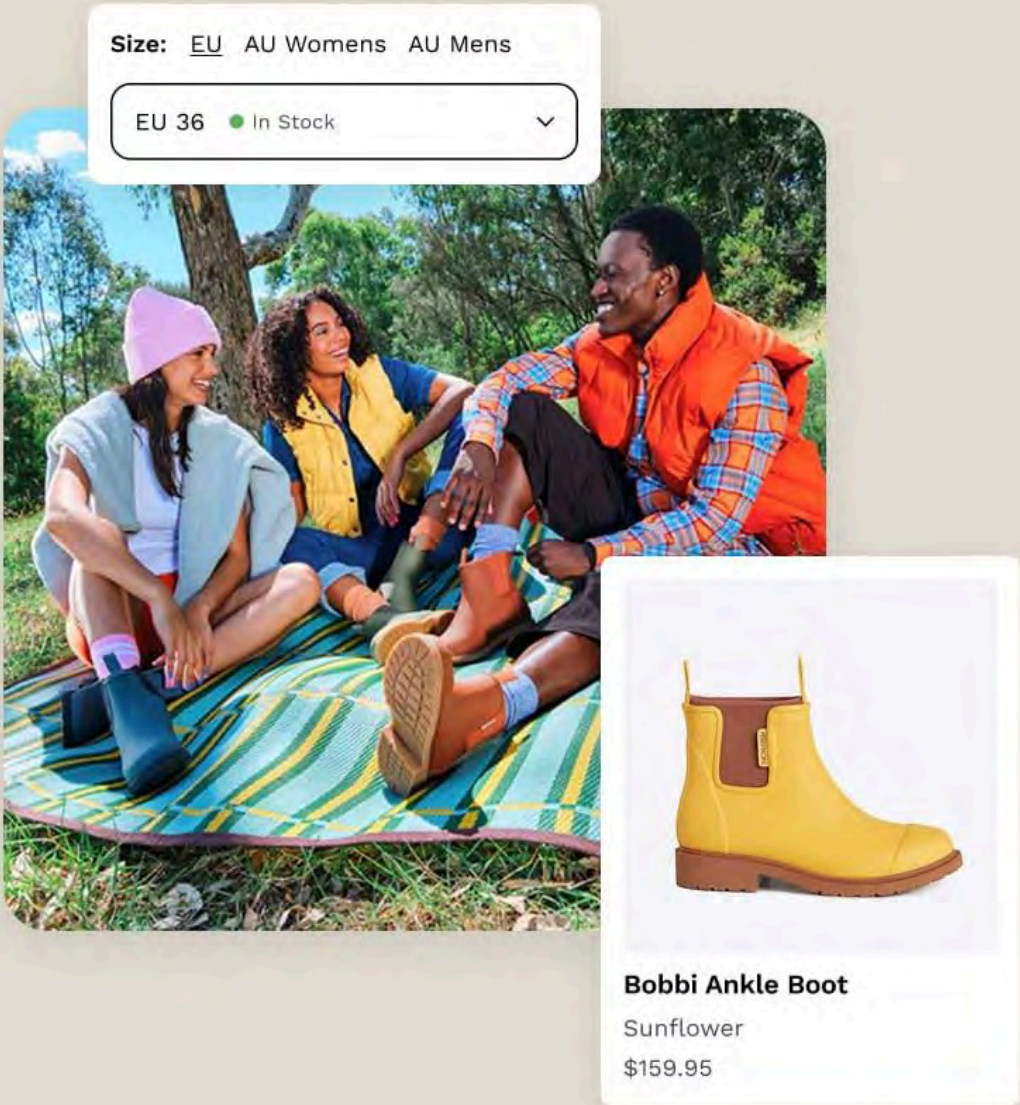 Size: EU AU Womens AU Mens
EU 36 In Stock
Bobbi Ankle Boot
Sunflower
$159.95